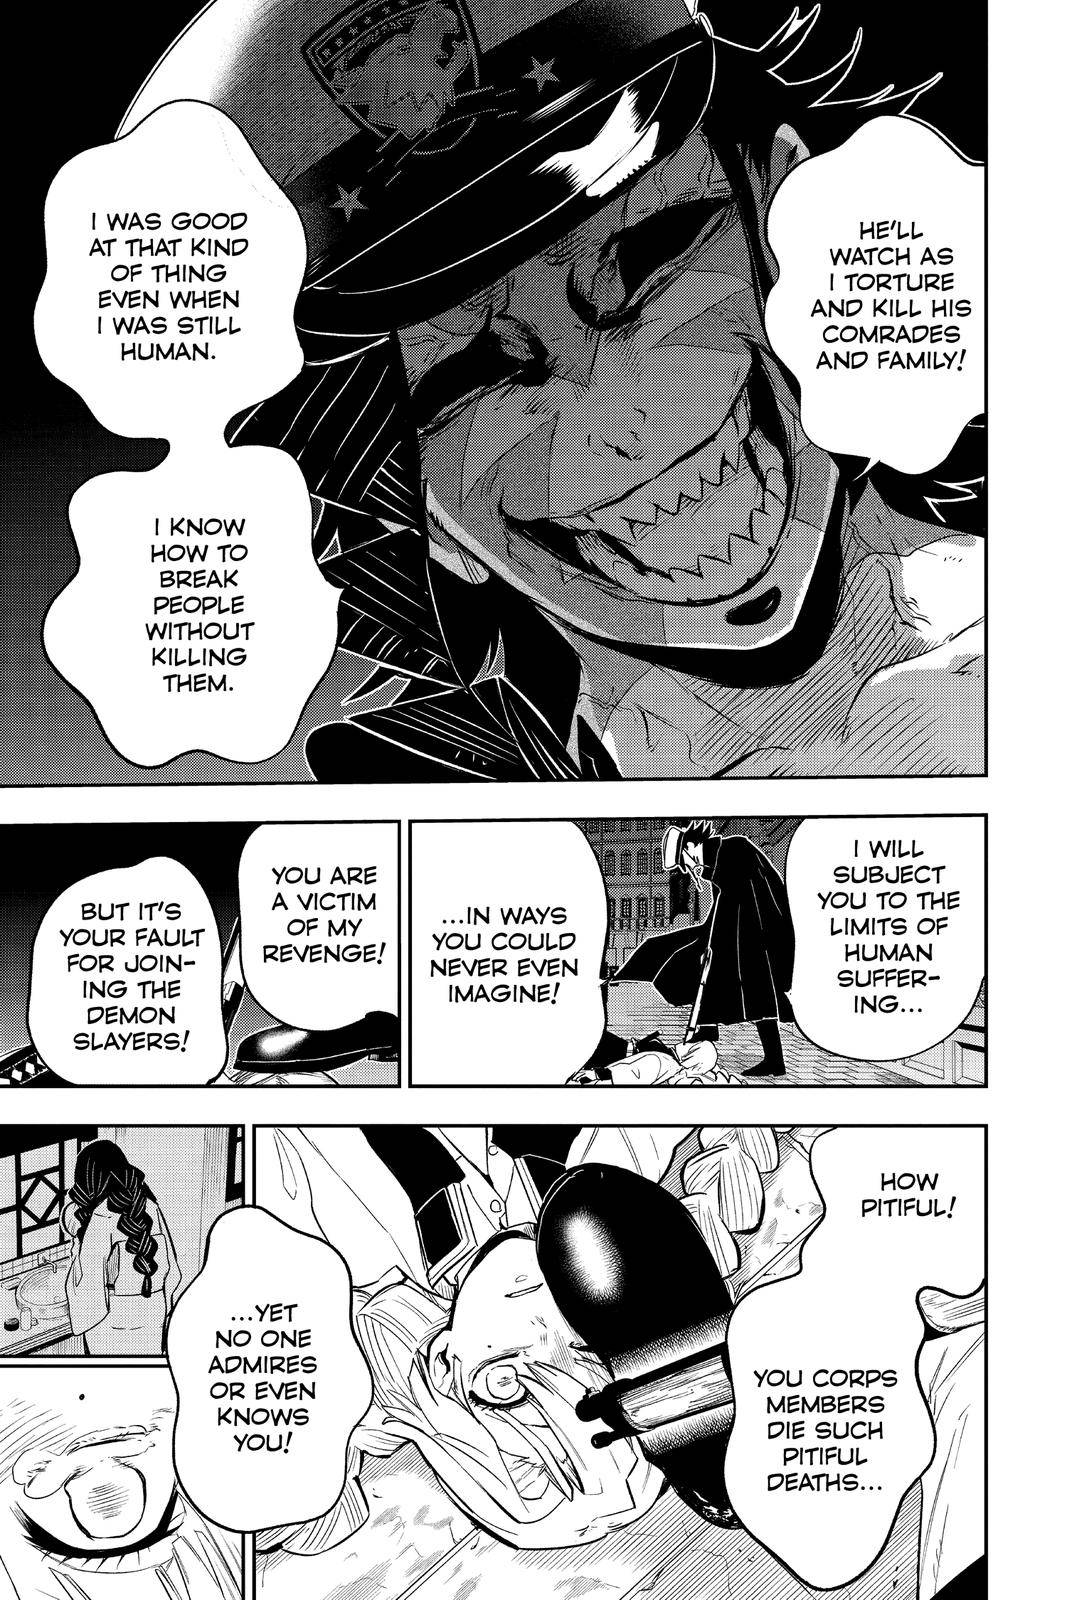 HE'LL
WATCH AS
I TORTURE
AND KILL HIS
COMRADES
AND FAMILY!
I WAS GOOD
AT THAT KIND
OF THING
EVEN WHEN
I WAS STILL
HUMAN.
I KNOW
HOW TO
BREAK
PEOPLE
WITHOUT
KILLING
THEM.
I WILL
SUBJECT
YOU TO THE
LIMITS OF
HUMAN
SUFFER-
ING...
...IN WAYS
YOU COULD
NEVER EVEN
IMAGINE!
YOU ARE
A VICTIM
OF MY
REVENGE!
BUT IT'S
YOUR FAULT
FOR JOIN-
ING THE
DEMON
SLAYERS!
HOW
PITIFUL!
YOU CORPS
MEMBERS
DIE SUCH
PITIFUL
DEATHS...
...YET
NO ONE
ADMIRES
OR EVEN
KNOWS
YOU!